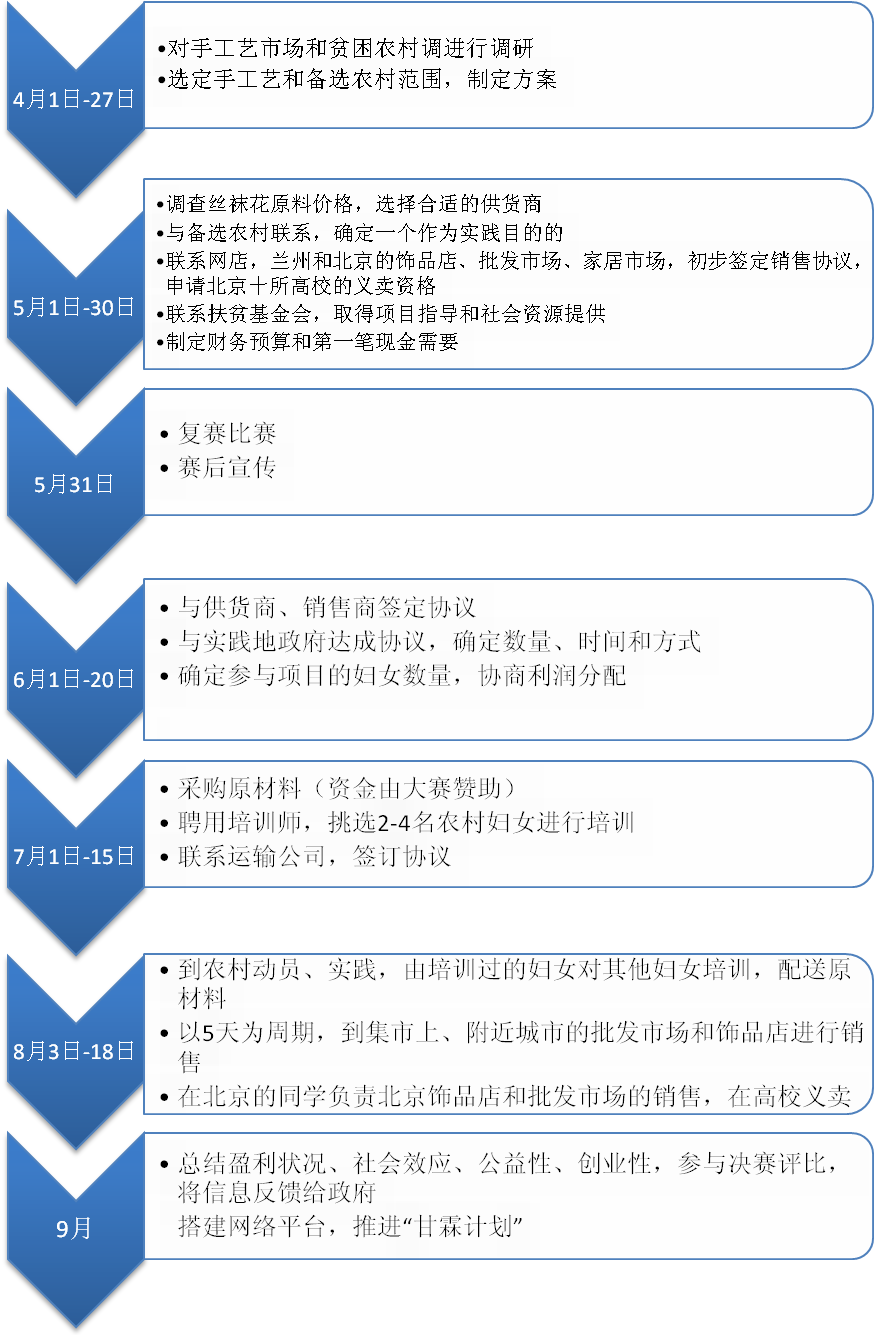 4月1日-27日
•对手工艺市场和贫困农村调进行调研
•选定手工艺和备选农村范围，制定方案
5月1日-30日
•调查丝袜花原料价格，选择合适的供货商
•与备选农村联系，确定一个作为实践目的的
•联系网店，兰州和北京的饰品店、批发市场、家居市场，初步签定销售协议，
申请北京十所高校的义卖资格
•联系扶贫基金会，取得项目指导和社会资源提供
•制定财务预算和第一笔现金需要
5月31日
• 复赛比赛
• 赛后宣传
6月1日-20日
• 与供货商、销售商签定协议
• 与实践地政府达成协议，确定数量、时间和方式
• 确定参与项目的妇女数量，协商利润分配
7月1日-15日
• 采购原材料（资金由大赛赞助）
• 聘用培训师，挑选2-4名农村妇女进行培训
• 联系运输公司，签订协议
8月3日-18日
• 到农村动员、实践，由培训过的妇女对其他妇女培训，配送原
材料
• 以5天为周期，到集市上、附近城市的批发市场和饰品店进行销
售
• 在北京的同学负责北京饰品店和批发市场的销售，在高校义卖
9月
• 总结盈利状况、社会效应、公益性、创业性，参与决赛评比，
将信息反馈给政府
搭建网络平台，推进“甘霖计划”